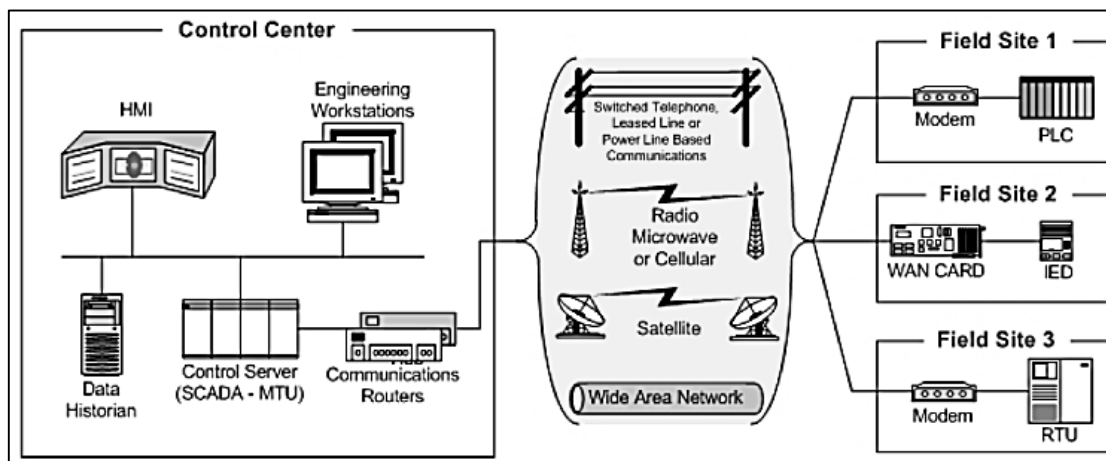 Control Center
HMI
Engineering
Workstations
Data
Historian
Control Server
(SCADA - MTU)
Communications
Routers
Switched Telephone,
Leased Line or
Power Line Based
Communications
Radio
Microwave
or Cellular
Satellite
Wide Area Network
Field Site 1
Modem
PLC
Field Site 2
WAN CARD
IED
Field Site 3
Modem
RTU